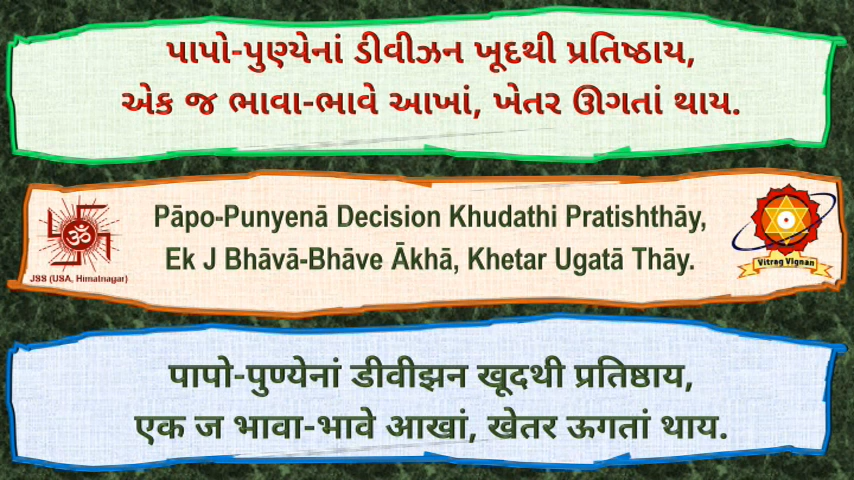 પાપો-પુણ્યેનાં ડીવીઝન ખૂદથી પ્રતિષ્ઠાય,
એક જ ભાવા-ભાવે આખાં, ખેતર ઊગતાં થાય.
Pāpo-Punyenā Decision Khudathi Pratishthāy,
Ek J Bhāvā-Bhāve Ākhā, Khetar Ugatā Thāy.
ॐ
JSS (USA, Himatnagar)
Vitrag Vignan
पापो-पुण्येनां डीवीझन खूदथी प्रतिष्ठाय,
एक ज भावा-भावे आखां, खेतर ऊगतां थाय.